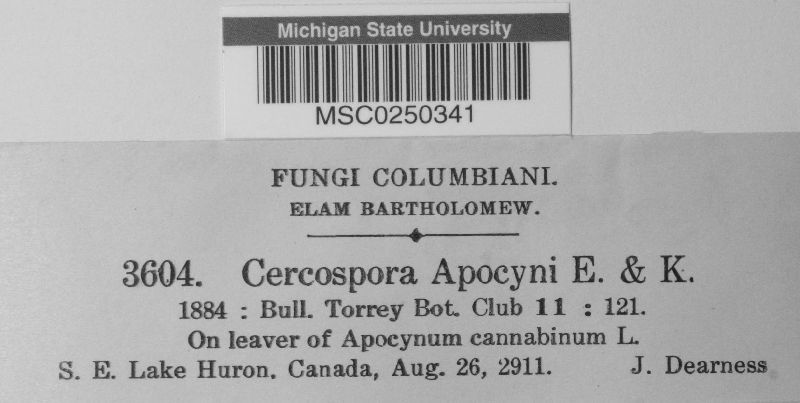 Michigan State University
MSC0250341
FUNGI COLUMBIANI.
ELAM BARTHOLOMEW.
3604. Cercospora Apocyni E. & K.
1884 : Bull. Torrey Bot. Club 11 : 121.
On leaver of Apocynum cannabinum L.
S. E. Lake Huron. Canada, Aug. 26, 2911. J. Dearness